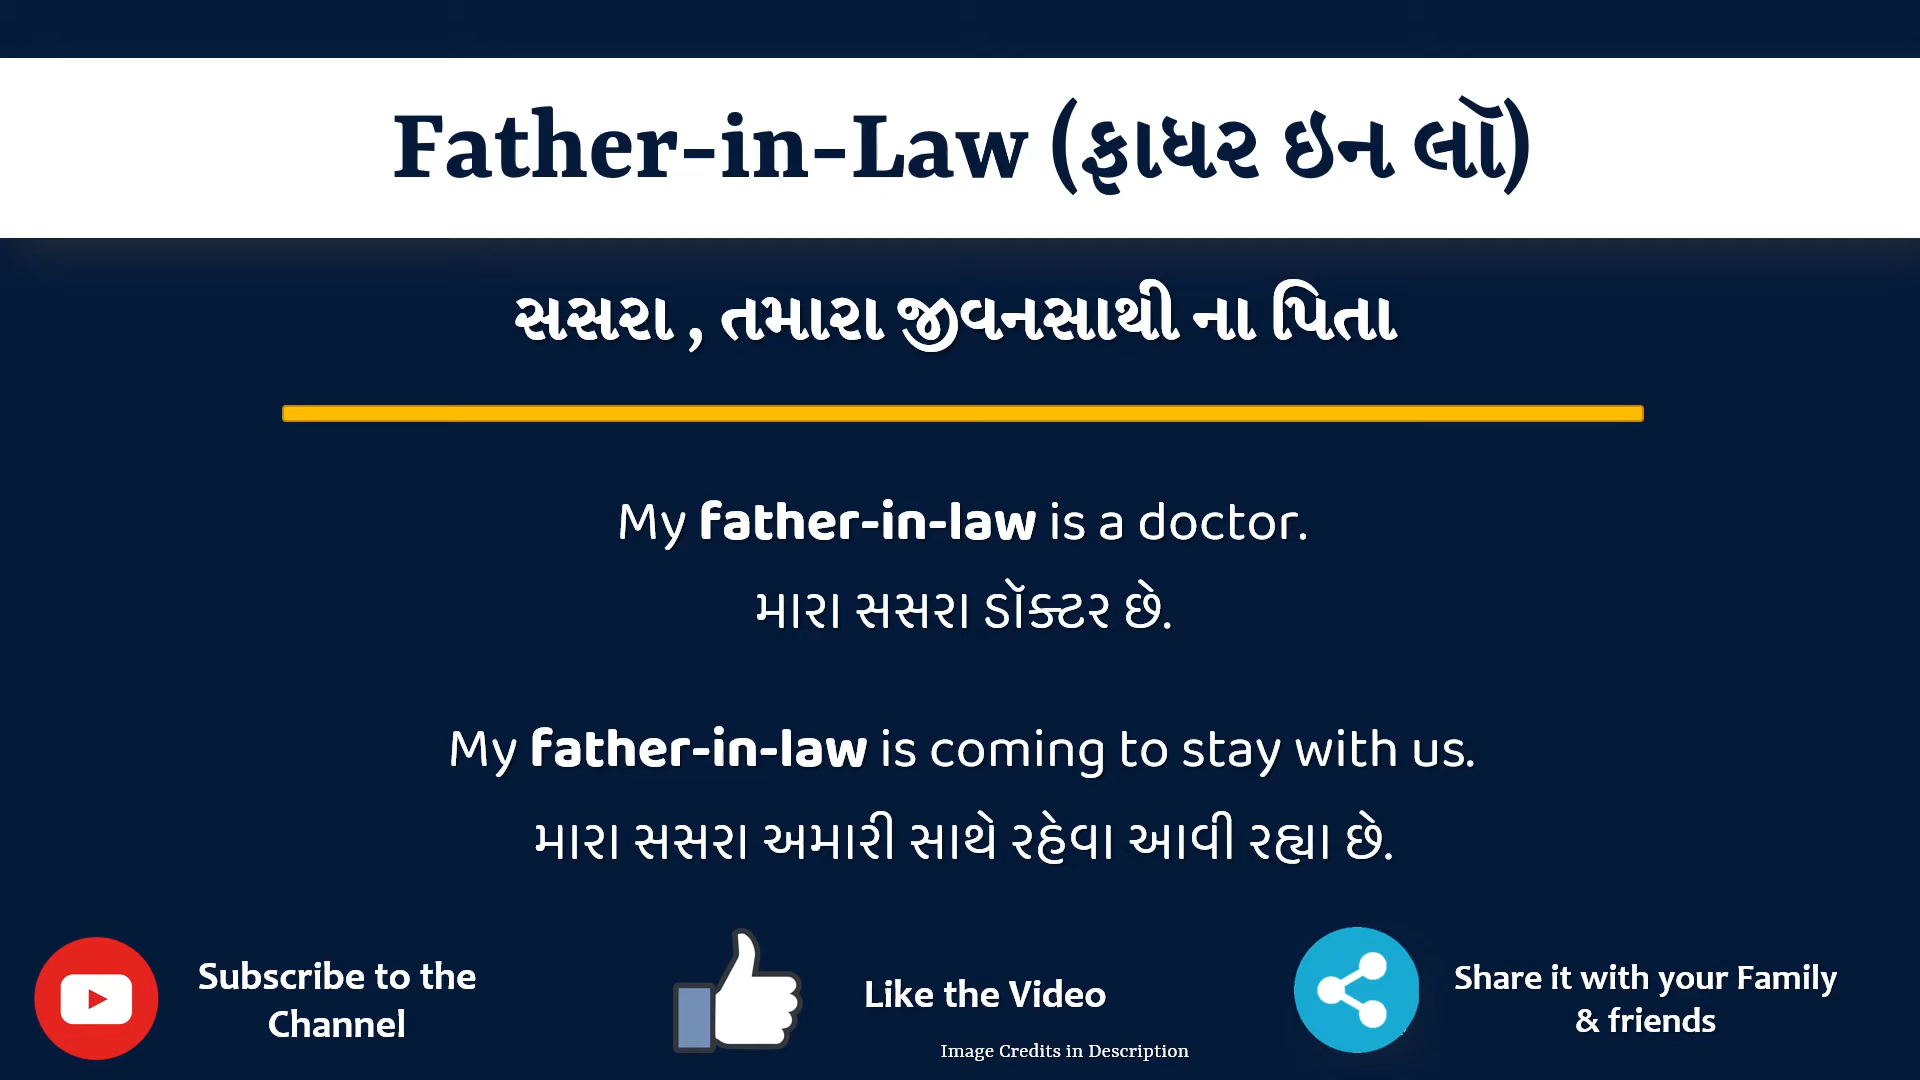 Father-in-Law (ફાધર ઇન લૉ)
સસરા , તમારા જીવનસાથી ના પિતા
My father-in-law is a doctor.
મારા સસરા ડૉક્ટર છે.
My father-in-law is coming to stay with us.
મારા સસરા અમારી સાથે રહેવા આવી રહ્યા છે.
Subscribe to the
Channel
Like the Video
Share it with your Family
& friends
Image Credits in Description